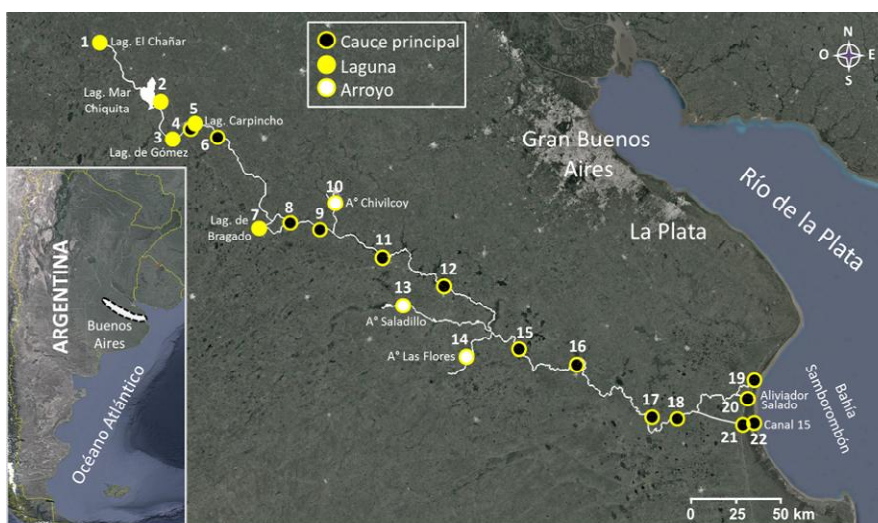 1
Lag. El Chañar
Cauce principal
Laguna
Arroyo
N
O
E
S
2
Lag. Mar
Chiquita
5
4
Lag. Carpincho
3
6
Lag. de Gómez
Gran Buenos
Aires
Río de la Plata
10
A° Chivilcoy
7
Lag. de
Bragado
8
9
La Plata
11
12
ARGENTINA
Buenos
Aires
Océano Atlántico
13
A° Saladillo
14
A° Las Flores
15
16
17
18
19
20
Aliviador
Salado
21
22
Canal 15
Bahía
Samborombón
0
25
50 km